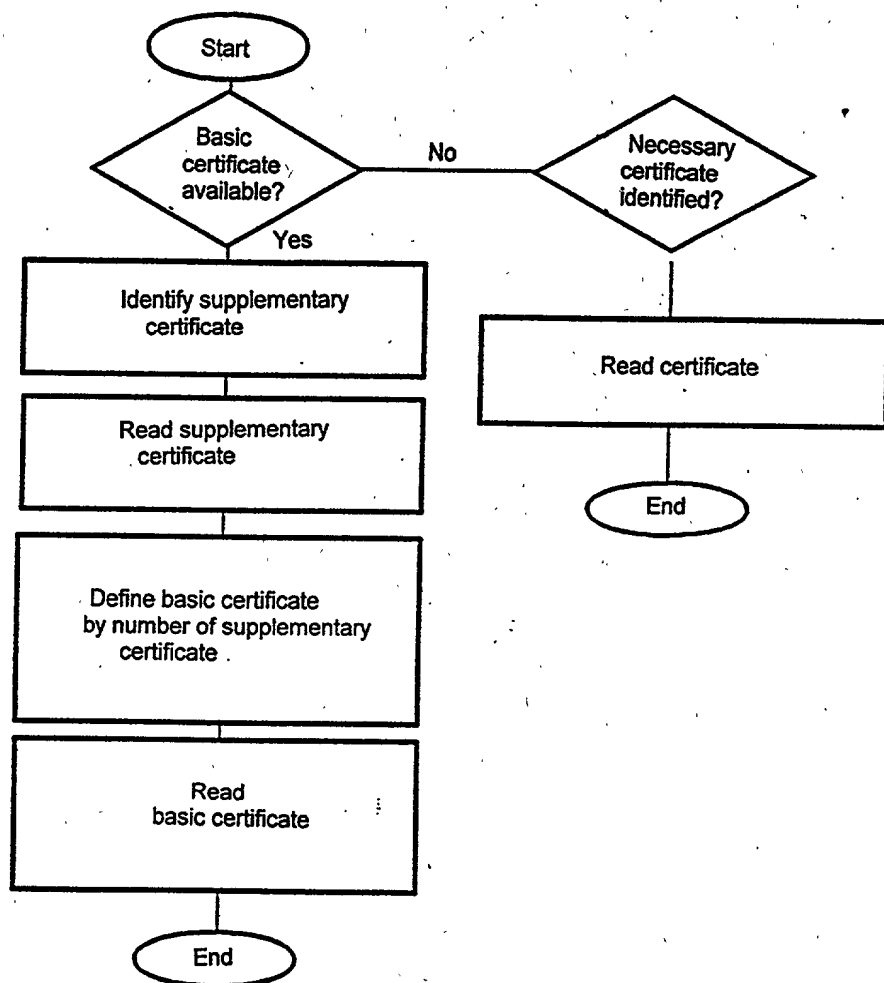 Start
Basic
certificate
available?
No
Necessary
certificate
identified?
Yes
Identify supplementary
certificate
Read certificate
Read supplementary
certificate
End
Define basic certificate
by number of supplementary
certificate
Read
basic certificate
End